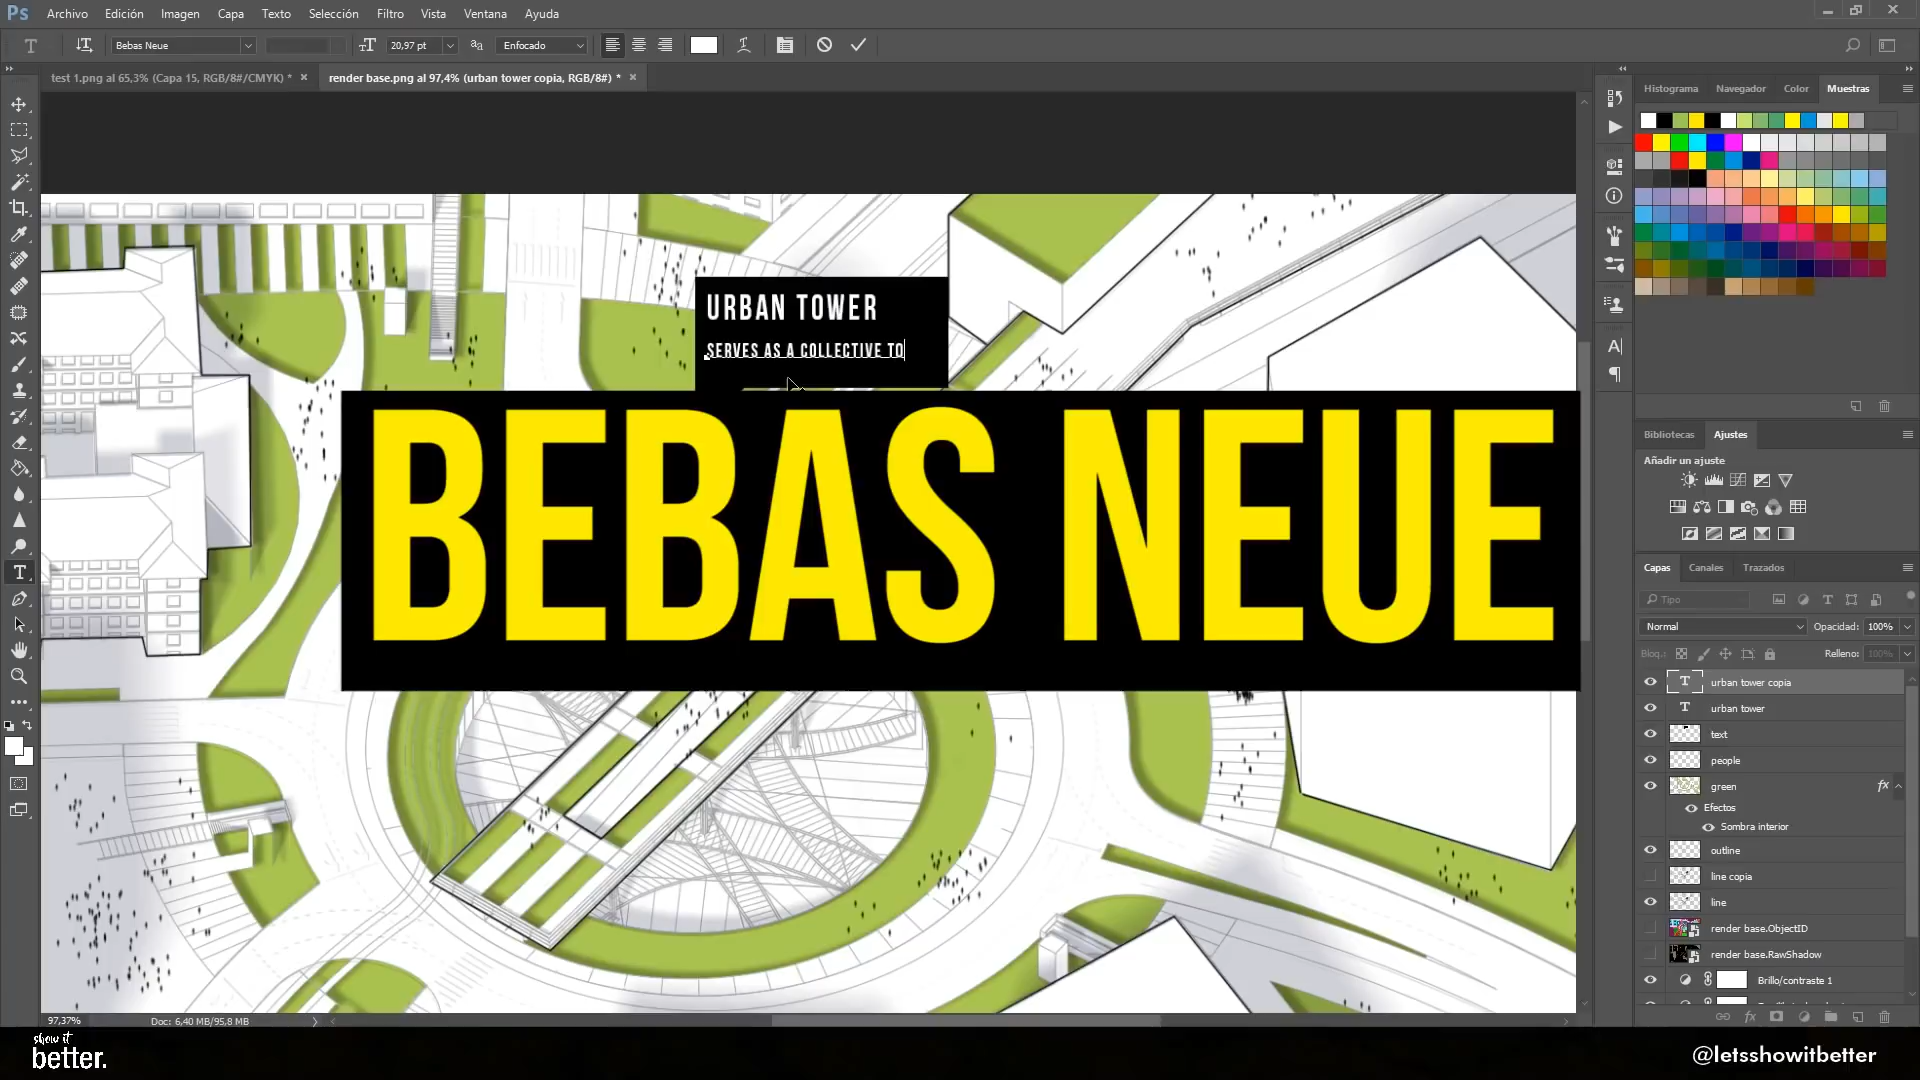 Ps Archivo Edición Imagen Capa Texto Selección Filtro Vista Ventana Ayuda
T Bebas Neue 20,97 pt aa Enfocado
test 1.png al 65,3% (Capa 15, RGB/8#/CMYK) * render base.png al 97,4% (urban tower copia, RGB/8#) *
Histograma Navegador Color Muestras
URBAN TOWER
SERVES AS A COLLECTIVE TO
BEBAS NEUE
Bibliotecas Ajustes
Añadir un ajuste
Capas Canales Trazados
Tipo
Normal Opacidad: 100%
Bloq.: Relleno: 100%
urban tower copia
urban tower
text
people
green fx
Efectos
Sombra interior
outline
line copia
line
render base.ObjectID
render base.RawShadow
Brillo/contraste 1
97,37% Doc: 6,40 MB/95,8 MB
show it
better.
@letsshowitbetter